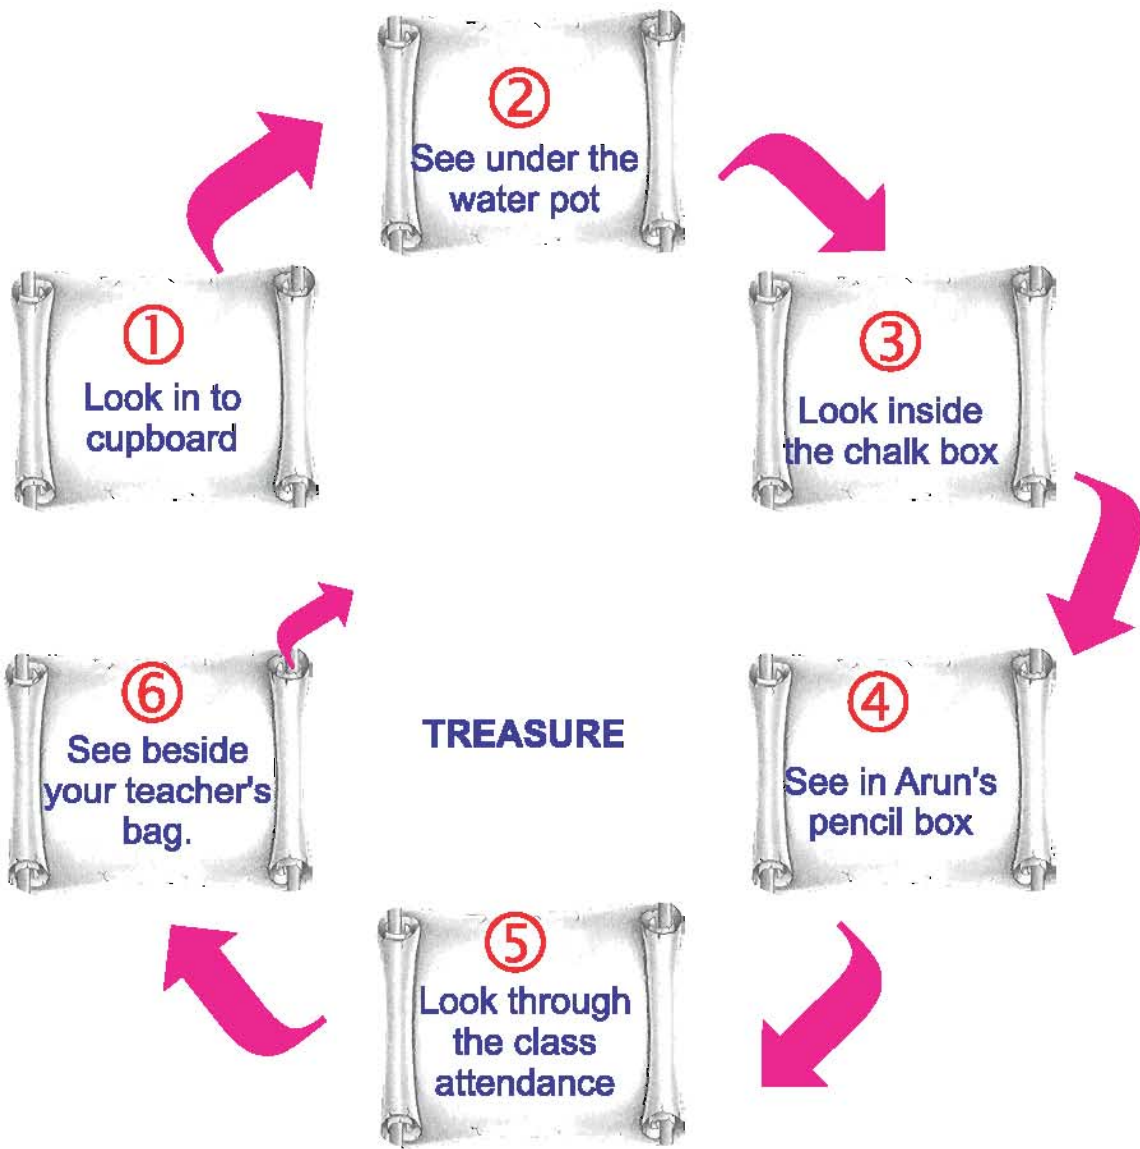 ①
Look in to
cupboard
②
See under the
water pot
③
Look inside
the chalk box
④
See in Arun's
pencil box
⑤
Look through
the class
attendance
⑥
See beside
your teacher's
bag.
TREASURE